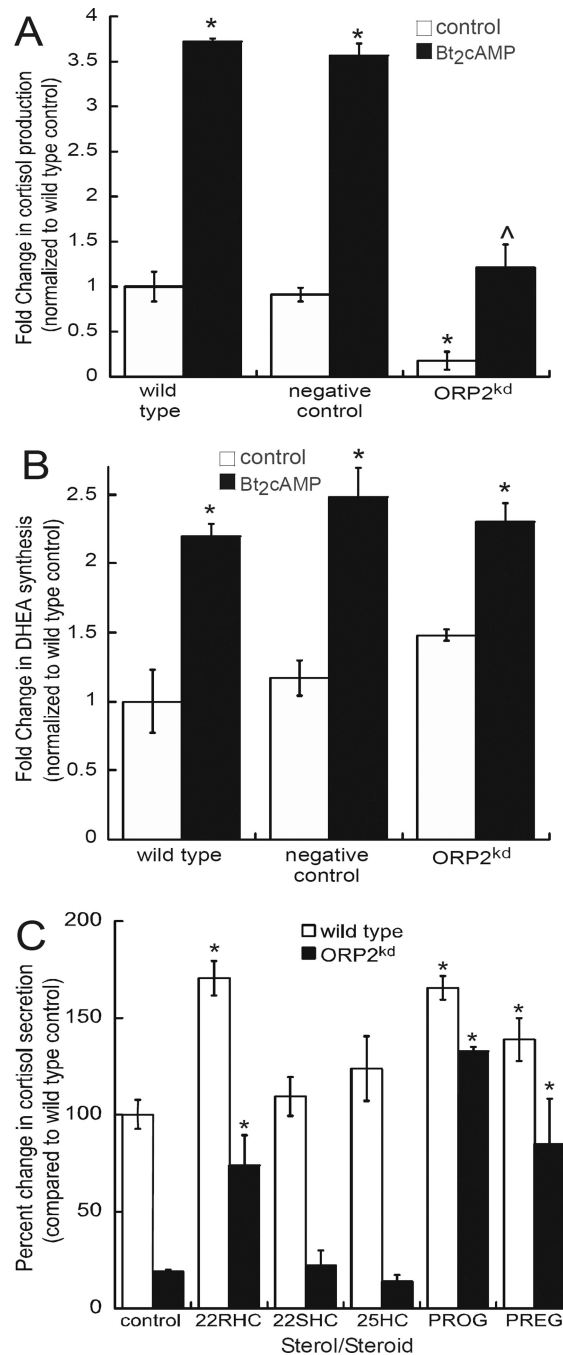 A
Fold Change in cortisol production
(normalized to wild type control)
4
3.5
3
2.5
2
1.5
1
0.5
0
control
Bt2cAMP
*
*
*
^
wild
type
negative
control
ORP2kd
B
Fold Change in DHEA synthesis
(normalized to wild type control)
2.5
2
1.5
1
0.5
0
control
Bt2cAMP
*
*
*
wild type
negative
control
ORP2kd
C
Percent change in cortisol secretion
(compared to wild type control)
200
150
100
50
0
wild type
ORP2kd
*
*
*
*
*
*
control 22RHC 22SHC 25HC PROG PREG
Sterol/Steroid